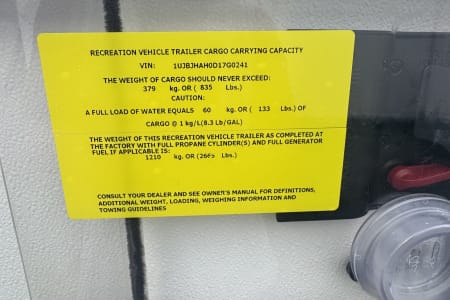 RECREATION VEHICLE TRAILER CARGO CARRYING CAPACITY
VIN: 1UJBJHAH0D17G0241
THE WEIGHT OF CARGO SHOULD NEVER EXCEED:
379 kg. OR ( 835 Lbs.)
CAUTION:
A FULL LOAD OF WATER EQUALS 60 kg. OR ( 133 Lbs.) OF
CARGO @ 1 kg/L(8.3 Lb/GAL)
THE WEIGHT OF THIS RECREATION VEHICLE TRAILER AS COMPLETED AT
THE FACTORY WITH FULL PROPANE CYLINDER(S) AND FULL GENERATOR
FUEL IF APPLICABLE IS:
1210 kg. OR ( Lbs.)
CONSULT YOUR DEALER AND SEE OWNER'S MANUAL FOR DEFINITIONS,
ADDITIONAL WEIGHT, LOADING, WEIGHING INFORMATION AND
TOWING GUIDELINES